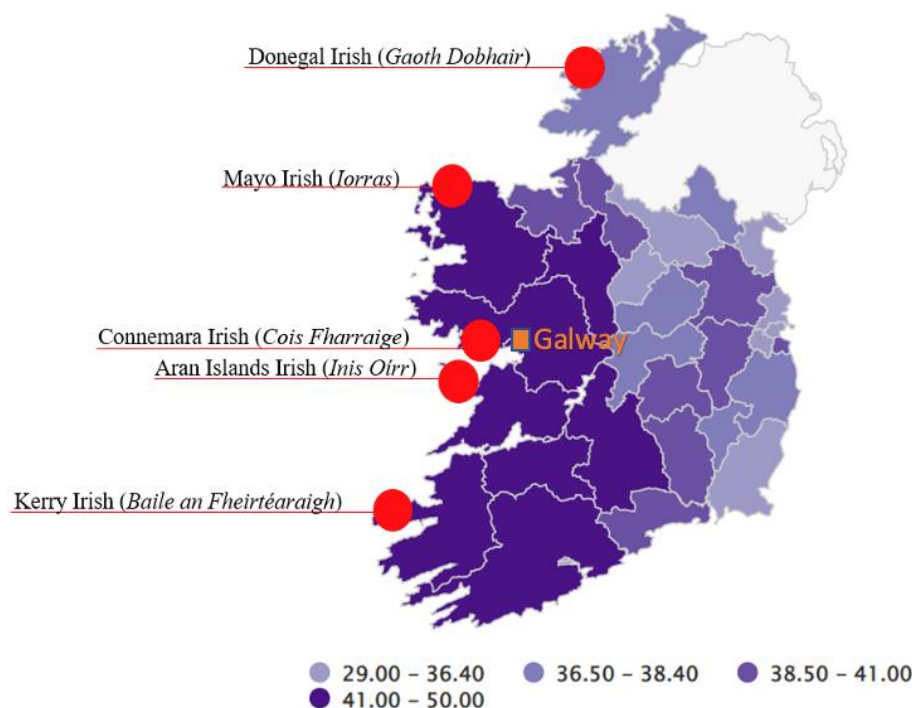 Donegal Irish (Gaoth Dobhair)
Mayo Irish (Iorras)
Galway
Connemara Irish (Cois Fharraige)
Aran Islands Irish (Inis Oírr)
Kerry Irish (Baile an Fheirtéaraigh)
29.00 – 36.40 36.50 – 38.40 38.50 – 41.00
41.00 – 50.00